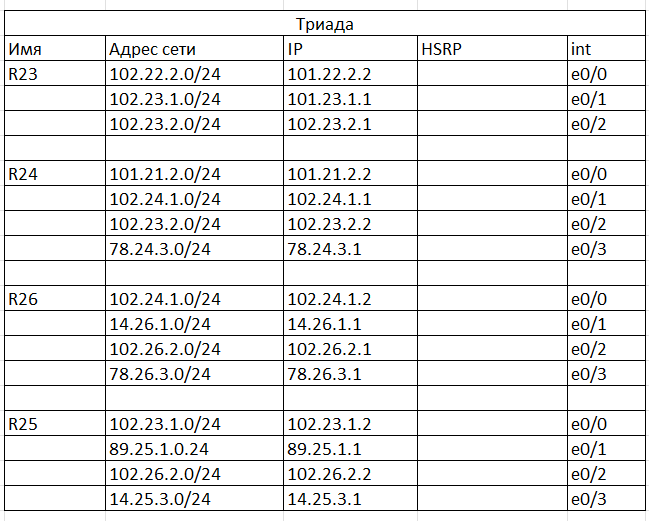 Триада
Имя Адрес сети IP HSRP int
R23 102.22.2.0/24 101.22.2.2 e0/0
102.23.1.0/24 101.23.1.1 e0/1
102.23.2.0/24 102.23.2.1 e0/2
R24 101.21.2.0/24 101.21.2.2 e0/0
102.24.1.0/24 102.24.1.1 e0/1
102.23.2.0/24 102.23.2.2 e0/2
78.24.3.0/24 78.24.3.1 e0/3
R26 102.24.1.0/24 102.24.1.2 e0/0
14.26.1.0/24 14.26.1.1 e0/1
102.26.2.0/24 102.26.2.1 e0/2
78.26.3.0/24 78.26.3.1 e0/3
R25 102.23.1.0/24 102.23.1.2 e0/0
89.25.1.0.24 89.25.1.1 e0/1
102.26.2.0/24 102.26.2.2 e0/2
14.25.3.0/24 14.25.3.1 e0/3